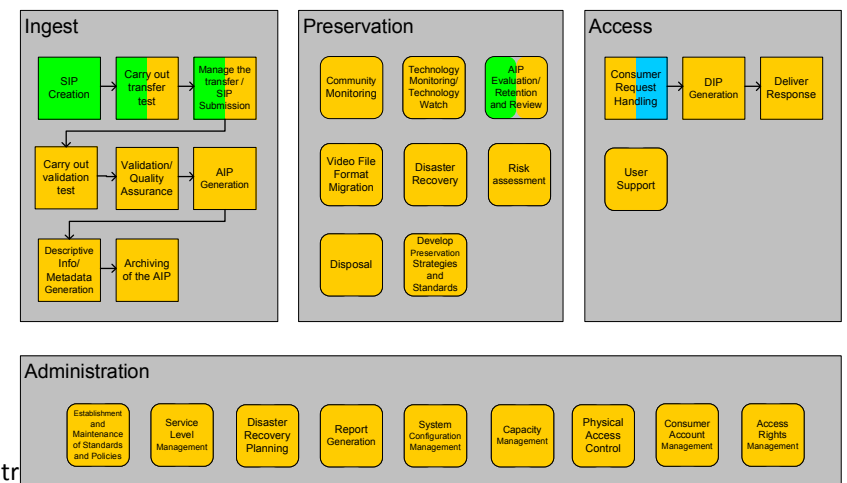 Ingest
SIP
Creation
Carry out
transfer
test
Manage the
transfer /
SIP
Submission
Carry out
validation
test
Validation/
Quality
Assurance
AIP
Generation
Descriptive
Info/
Metadata
Generation
Archiving
of the AIP
Preservation
Community
Monitoring
Technology
Monitoring/
Technology
Watch
AIP
Evaluation/
Retention
and Review
Video File
Format
Migration
Disaster
Recovery
Risk
assessment
Disposal
Develop
Preservation
Strategies
and
Standards
Access
Consumer
Request
Handling
DIP
Generation
Deliver
Response
User
Support
Administration
Establishment
and
Maintenance
of Standards
and Policies
Service
Level
Management
Disaster
Recovery
Planning
Report
Generation
System
Configuration
Management
Capacity
Management
Physical
Access
Control
Consumer
Account
Management
Access
Rights
Management
tr